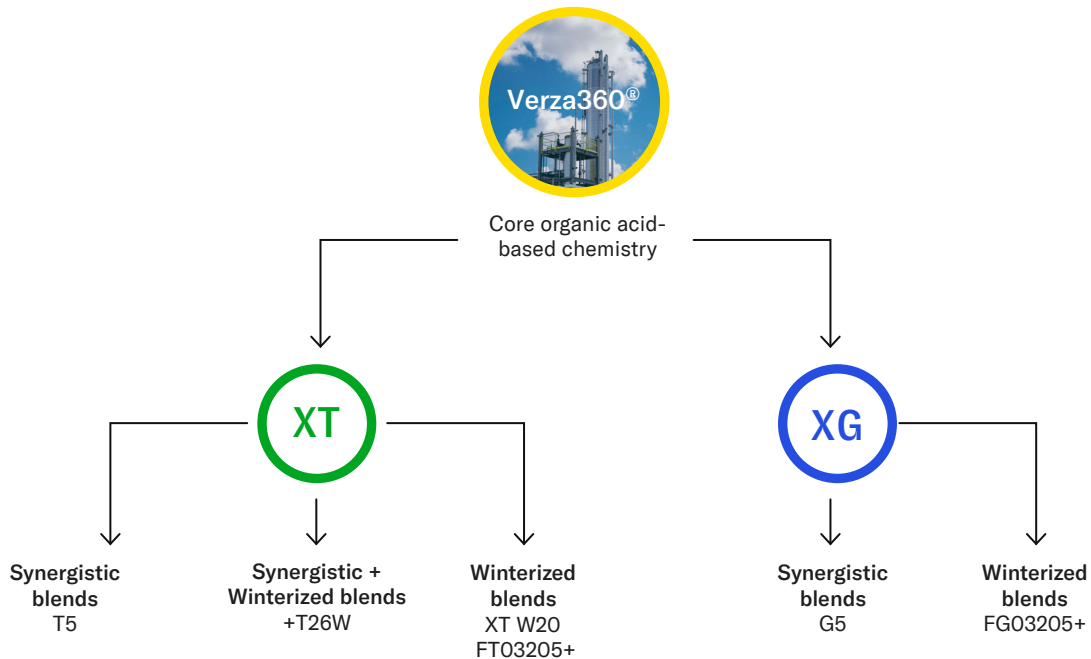 Verza360®
Core organic acid-
based chemistry
XT
XG
Synergistic
blends
T5
Synergistic +
Winterized blends
+T26W
Winterized
blends
XT W20
FT03205+
Synergistic
blends
G5
Winterized
blends
FG03205+